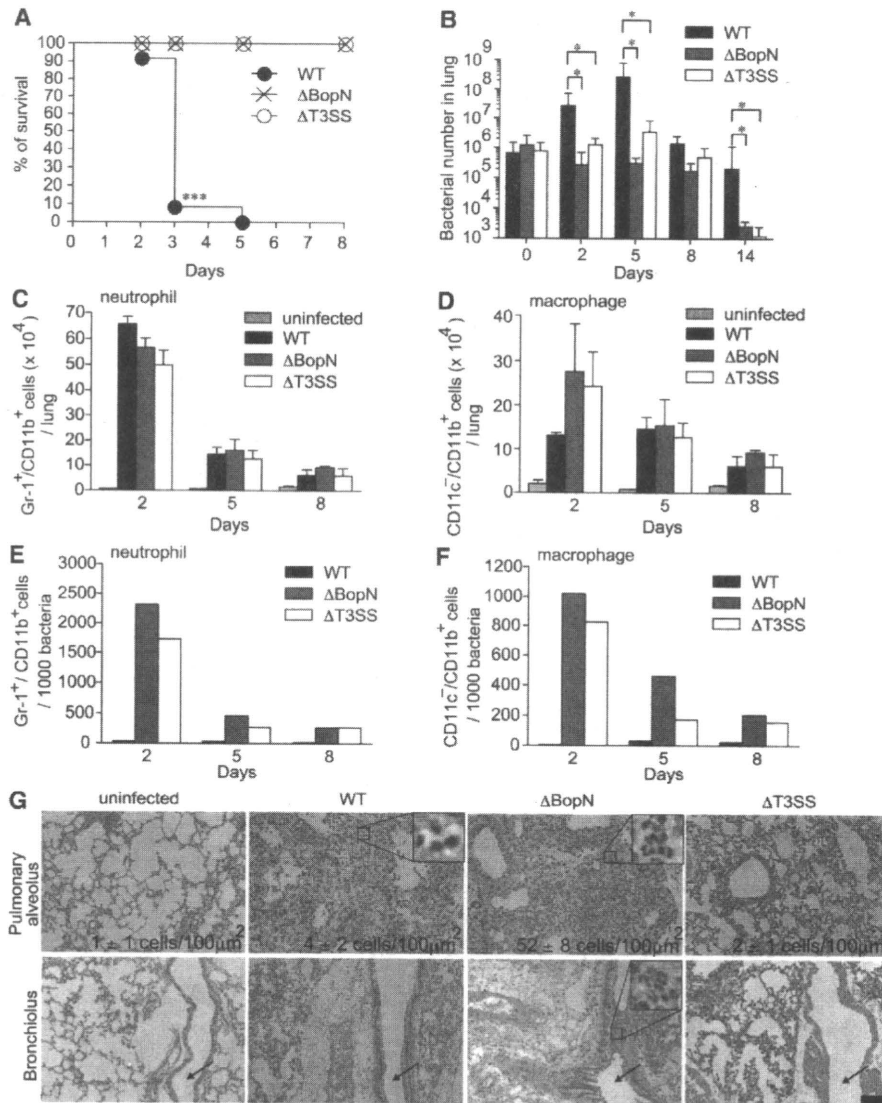 A
% of survival
100
90
80
70
60
50
40
30
20
10
0
***
0 1 2 3 4 5 6 7 8
Days
WT
ΔBopN
ΔT3SS
B
Bacterial number in lung
10^9
10^8
10^7
10^6
10^5
10^4
10^3
* * * * * *
0 2 5 8 14
Days
WT
ΔBopN
ΔT3SS
C
neutrophil
Gr-1+/CD11b+ cells (x 10^4)
/ lung
70
60
50
40
30
20
10
0
2 5 8
Days
uninfected
WT
ΔBopN
ΔT3SS
D
macrophage
CD11c-/CD11b+ cells (x 10^4)
/ lung
40
30
20
10
0
2 5 8
Days
uninfected
WT
ΔBopN
ΔT3SS
E
neutrophil
Gr-1+/ CD11b+cells
/ 1000 bacteria
3000
2500
2000
1500
1000
500
0
2 5 8
Days
WT
ΔBopN
ΔT3SS
F
macrophage
CD11c-/CD11b+ cells
/ 1000 bacteria
1200
1000
800
600
400
200
0
2 5 8
Days
WT
ΔBopN
ΔT3SS
G
uninfected WT ΔBopN ΔT3SS
Pulmonary
alveolus
1 ± 1 cells/100μm2
4 ± 2 cells/100μm2
52 ± 8 cells/100μm2
2 ± 1 cells/100μm2
Bronchiolus